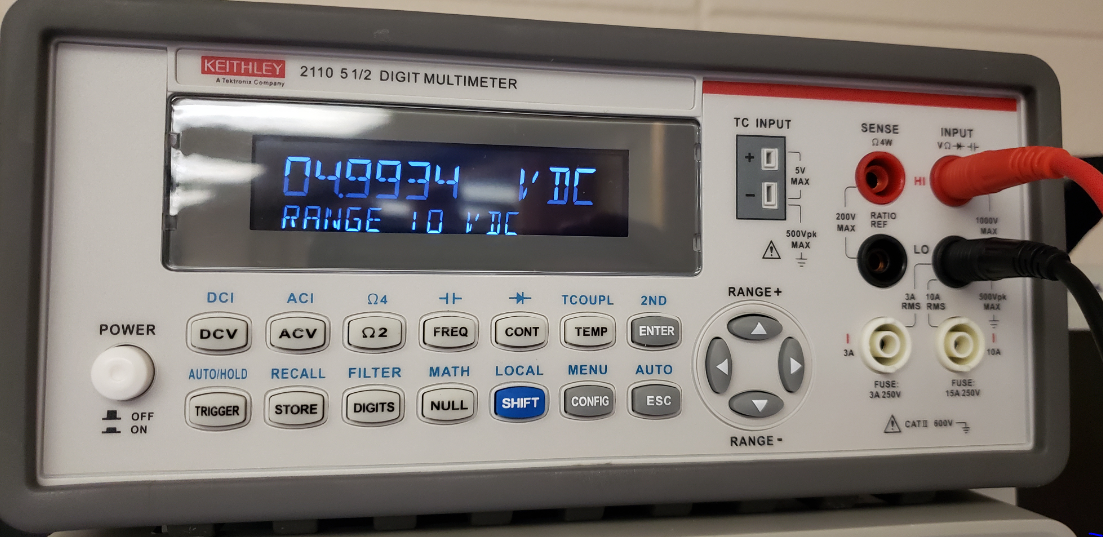 KEITHLEY
A Tektronix Company
2110 5 1/2 DIGIT MULTIMETER
04.9934 VDC
RANGE 10 VDC
TC INPUT
+
-
5V
MAX
500Vpk
MAX
SENSE
Ω4W
INPUT
VΩ
HI
200V
MAX
RATIO
REF
1000V
MAX
LO
3A
RMS
10A
RMS
500Vpk
MAX
I
3A
I
10A
FUSE:
3A 250V
FUSE:
15A 250V
CAT II 600V
POWER
OFF
ON
DCI ACI Ω4 TCOUPL 2ND
DCV ACV Ω2 FREQ CONT TEMP ENTER
AUTO/HOLD RECALL FILTER MATH LOCAL MENU AUTO
TRIGGER STORE DIGITS NULL SHIFT CONFIG ESC
RANGE+
RANGE-